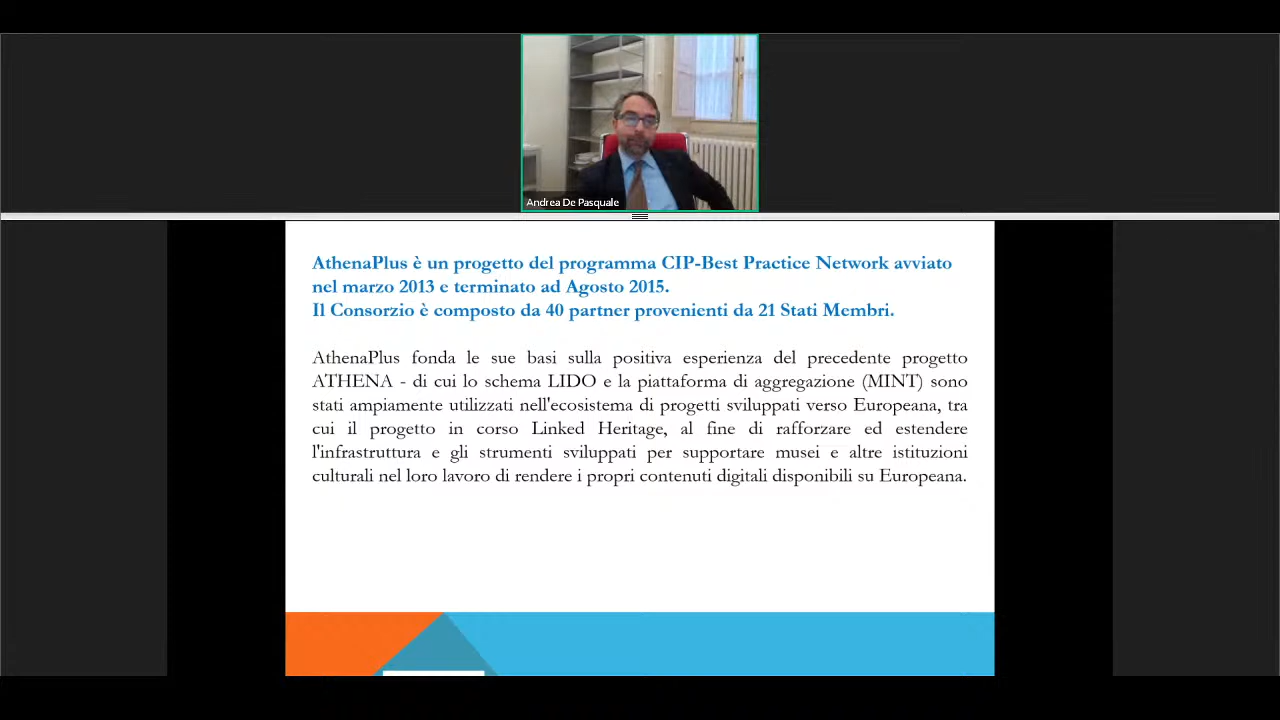 Andrea De Pasquale
AthenaPlus è un progetto del programma CIP-Best Practice Network avviato
nel marzo 2013 e terminato ad Agosto 2015.
Il Consorzio è composto da 40 partner provenienti da 21 Stati Membri.
AthenaPlus fonda le sue basi sulla positiva esperienza del precedente progetto
ATHENA - di cui lo schema LIDO e la piattaforma di aggregazione (MINT) sono
stati ampiamente utilizzati nell'ecosistema di progetti sviluppati verso Europeana, tra
cui il progetto in corso Linked Heritage, al fine di rafforzare ed estendere
l'infrastruttura e gli strumenti sviluppati per supportare musei e altre istituzioni
culturali nel loro lavoro di rendere i propri contenuti digitali disponibili su Europeana.